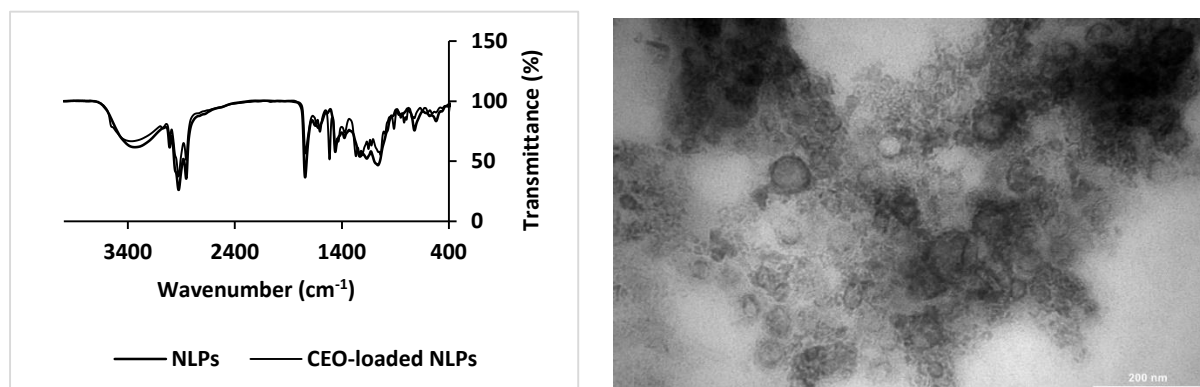 150
100
50
0
Transmittance (%)
3400 2400 1400 400
Wavenumber (cm-1)
NLPs CEO-loaded NLPs
200 nm